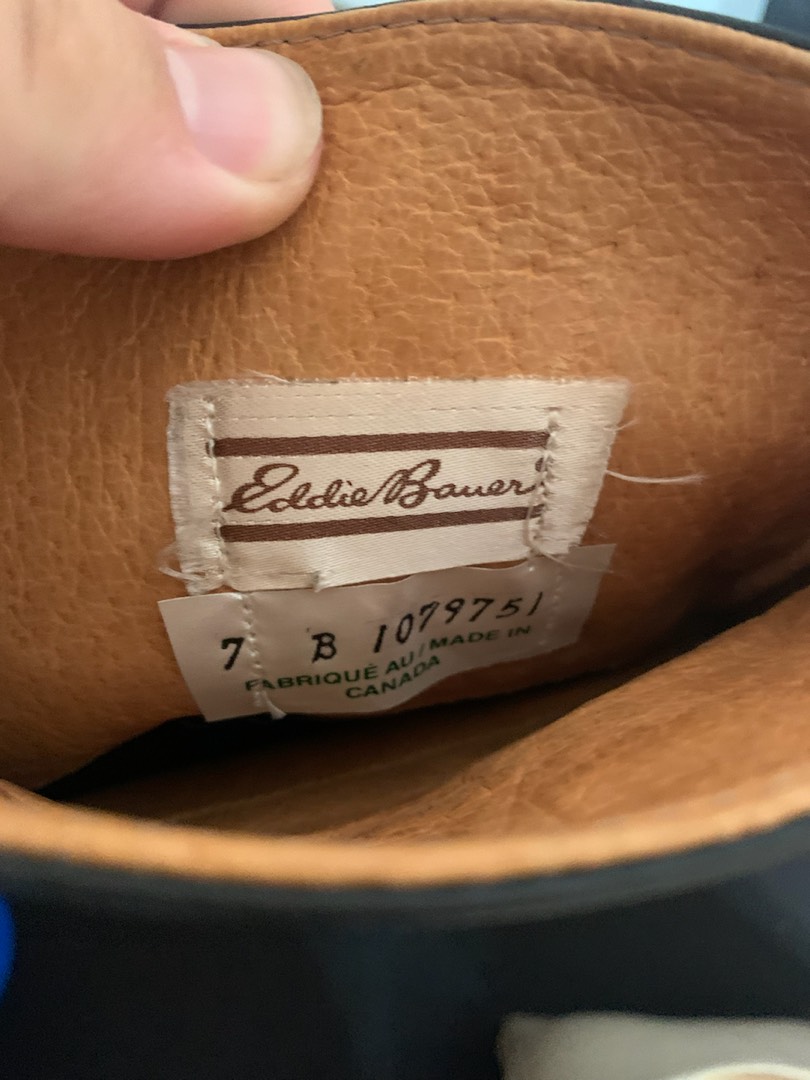 Eddie Bauer
7 B 1079751
FABRIQUÉ AU / MADE IN
CANADA